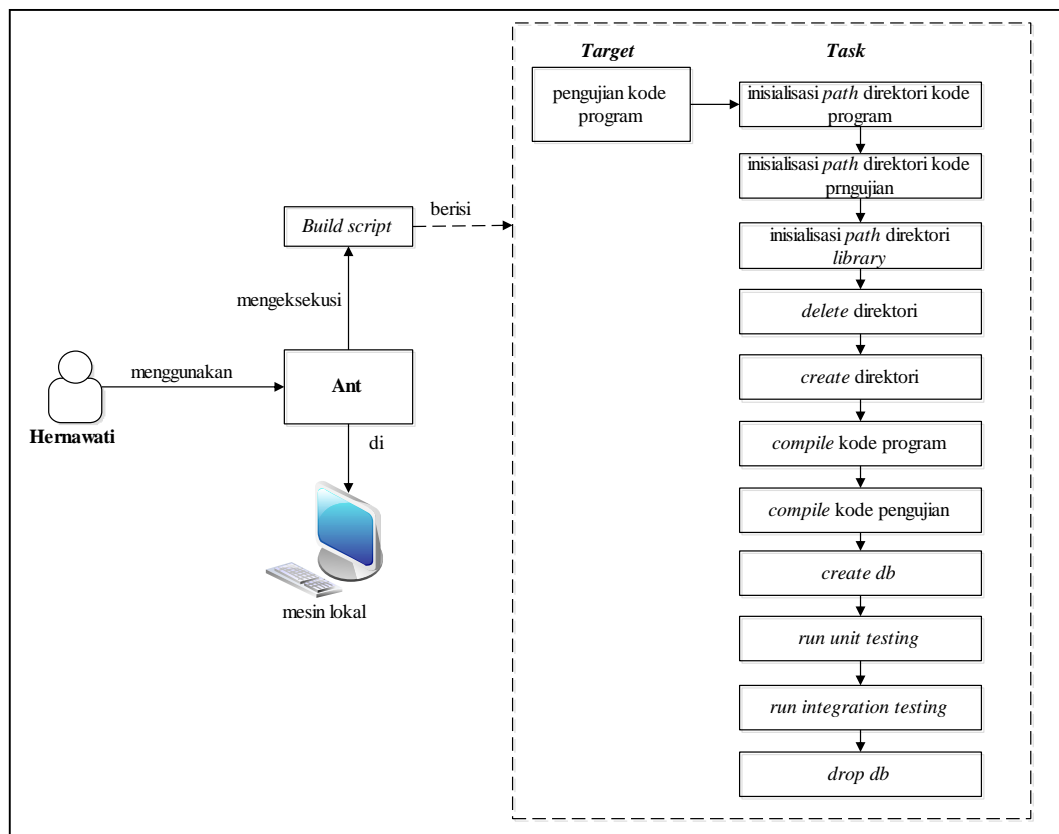 Target
Task
pengujian kode
program
inisialisasi path direktori kode
program
inisialisasi path direktori kode
prngujian
inisialisasi path direktori
library
delete direktori
create direktori
compile kode program
compile kode pengujian
create db
run unit testing
run integration testing
drop db
Build script
berisi
mengeksekusi
menggunakan
Ant
Hernawati
di
mesin lokal